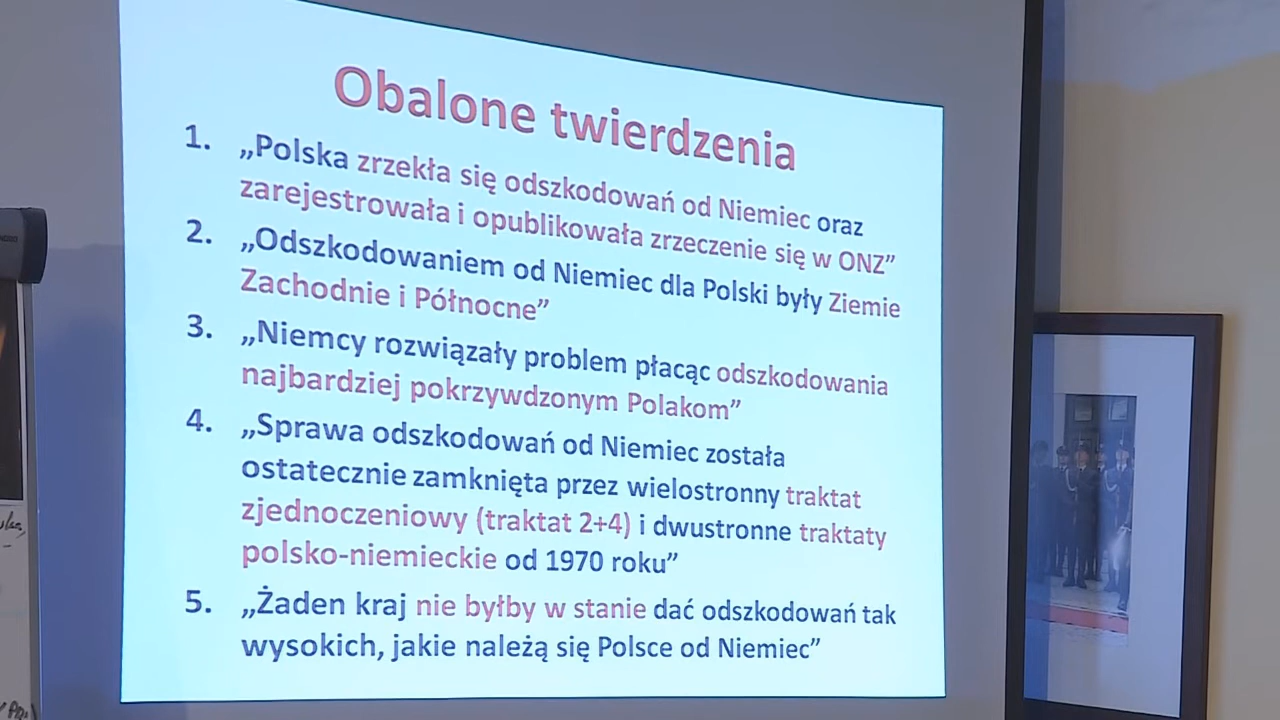 Obalone twierdzenia
1. „Polska zrzekła się odszkodowań od Niemiec oraz
zarejestrowała i opublikowała zrzeczenie się w ONZ”
2. „Odszkodowaniem od Niemiec dla Polski były Ziemie
Zachodnie i Północne”
3. „Niemcy rozwiązały problem płacąc odszkodowania
najbardziej pokrzywdzonym Polakom”
4. „Sprawa odszkodowań od Niemiec została
ostatecznie zamknięta przez wielostronny traktat
zjednoczeniowy (traktat 2+4) i dwustronne traktaty
polsko-niemieckie od 1970 roku”
5. „Żaden kraj nie byłby w stanie dać odszkodowań tak
wysokich, jakie należą się Polsce od Niemiec”